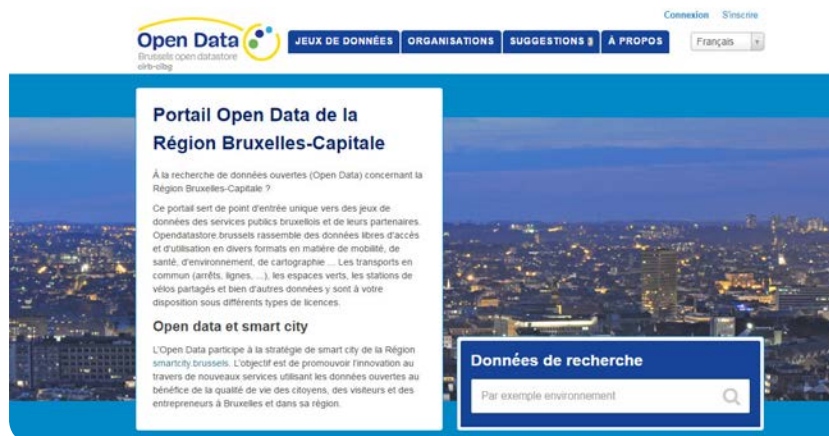 Connexion S'inscrire
Open Data
Brussels open datastore
cirb-cibg
JEUX DE DONNÉES ORGANISATIONS SUGGESTIONS 3 À PROPOS Français
Portail Open Data de la
Région Bruxelles-Capitale
À la recherche de données ouvertes (Open Data) concernant la
Région Bruxelles-Capitale ?
Ce portail sert de point d'entrée unique vers des jeux de
données des services publics bruxellois et de leurs partenaires.
Opendatastore.brussels rassemble des données libres d'accès
et d'utilisation en divers formats en matière de mobilité, de
santé, d'environnement, de cartographie ... Les transports en
commun (arrêts, lignes, ...), les espaces verts, les stations de
vélos partagés et bien d'autres données y sont à votre
disposition sous différents types de licences.
Open data et smart city
L'Open Data participe à la stratégie de smart city de la Région
smartcity.brussels. L'objectif est de promouvoir l'innovation au
travers de nouveaux services utilisant les données ouvertes au
bénéfice de la qualité de vie des citoyens, des visiteurs et des
entrepreneurs à Bruxelles et dans sa région.
Données de recherche
Par exemple environnement